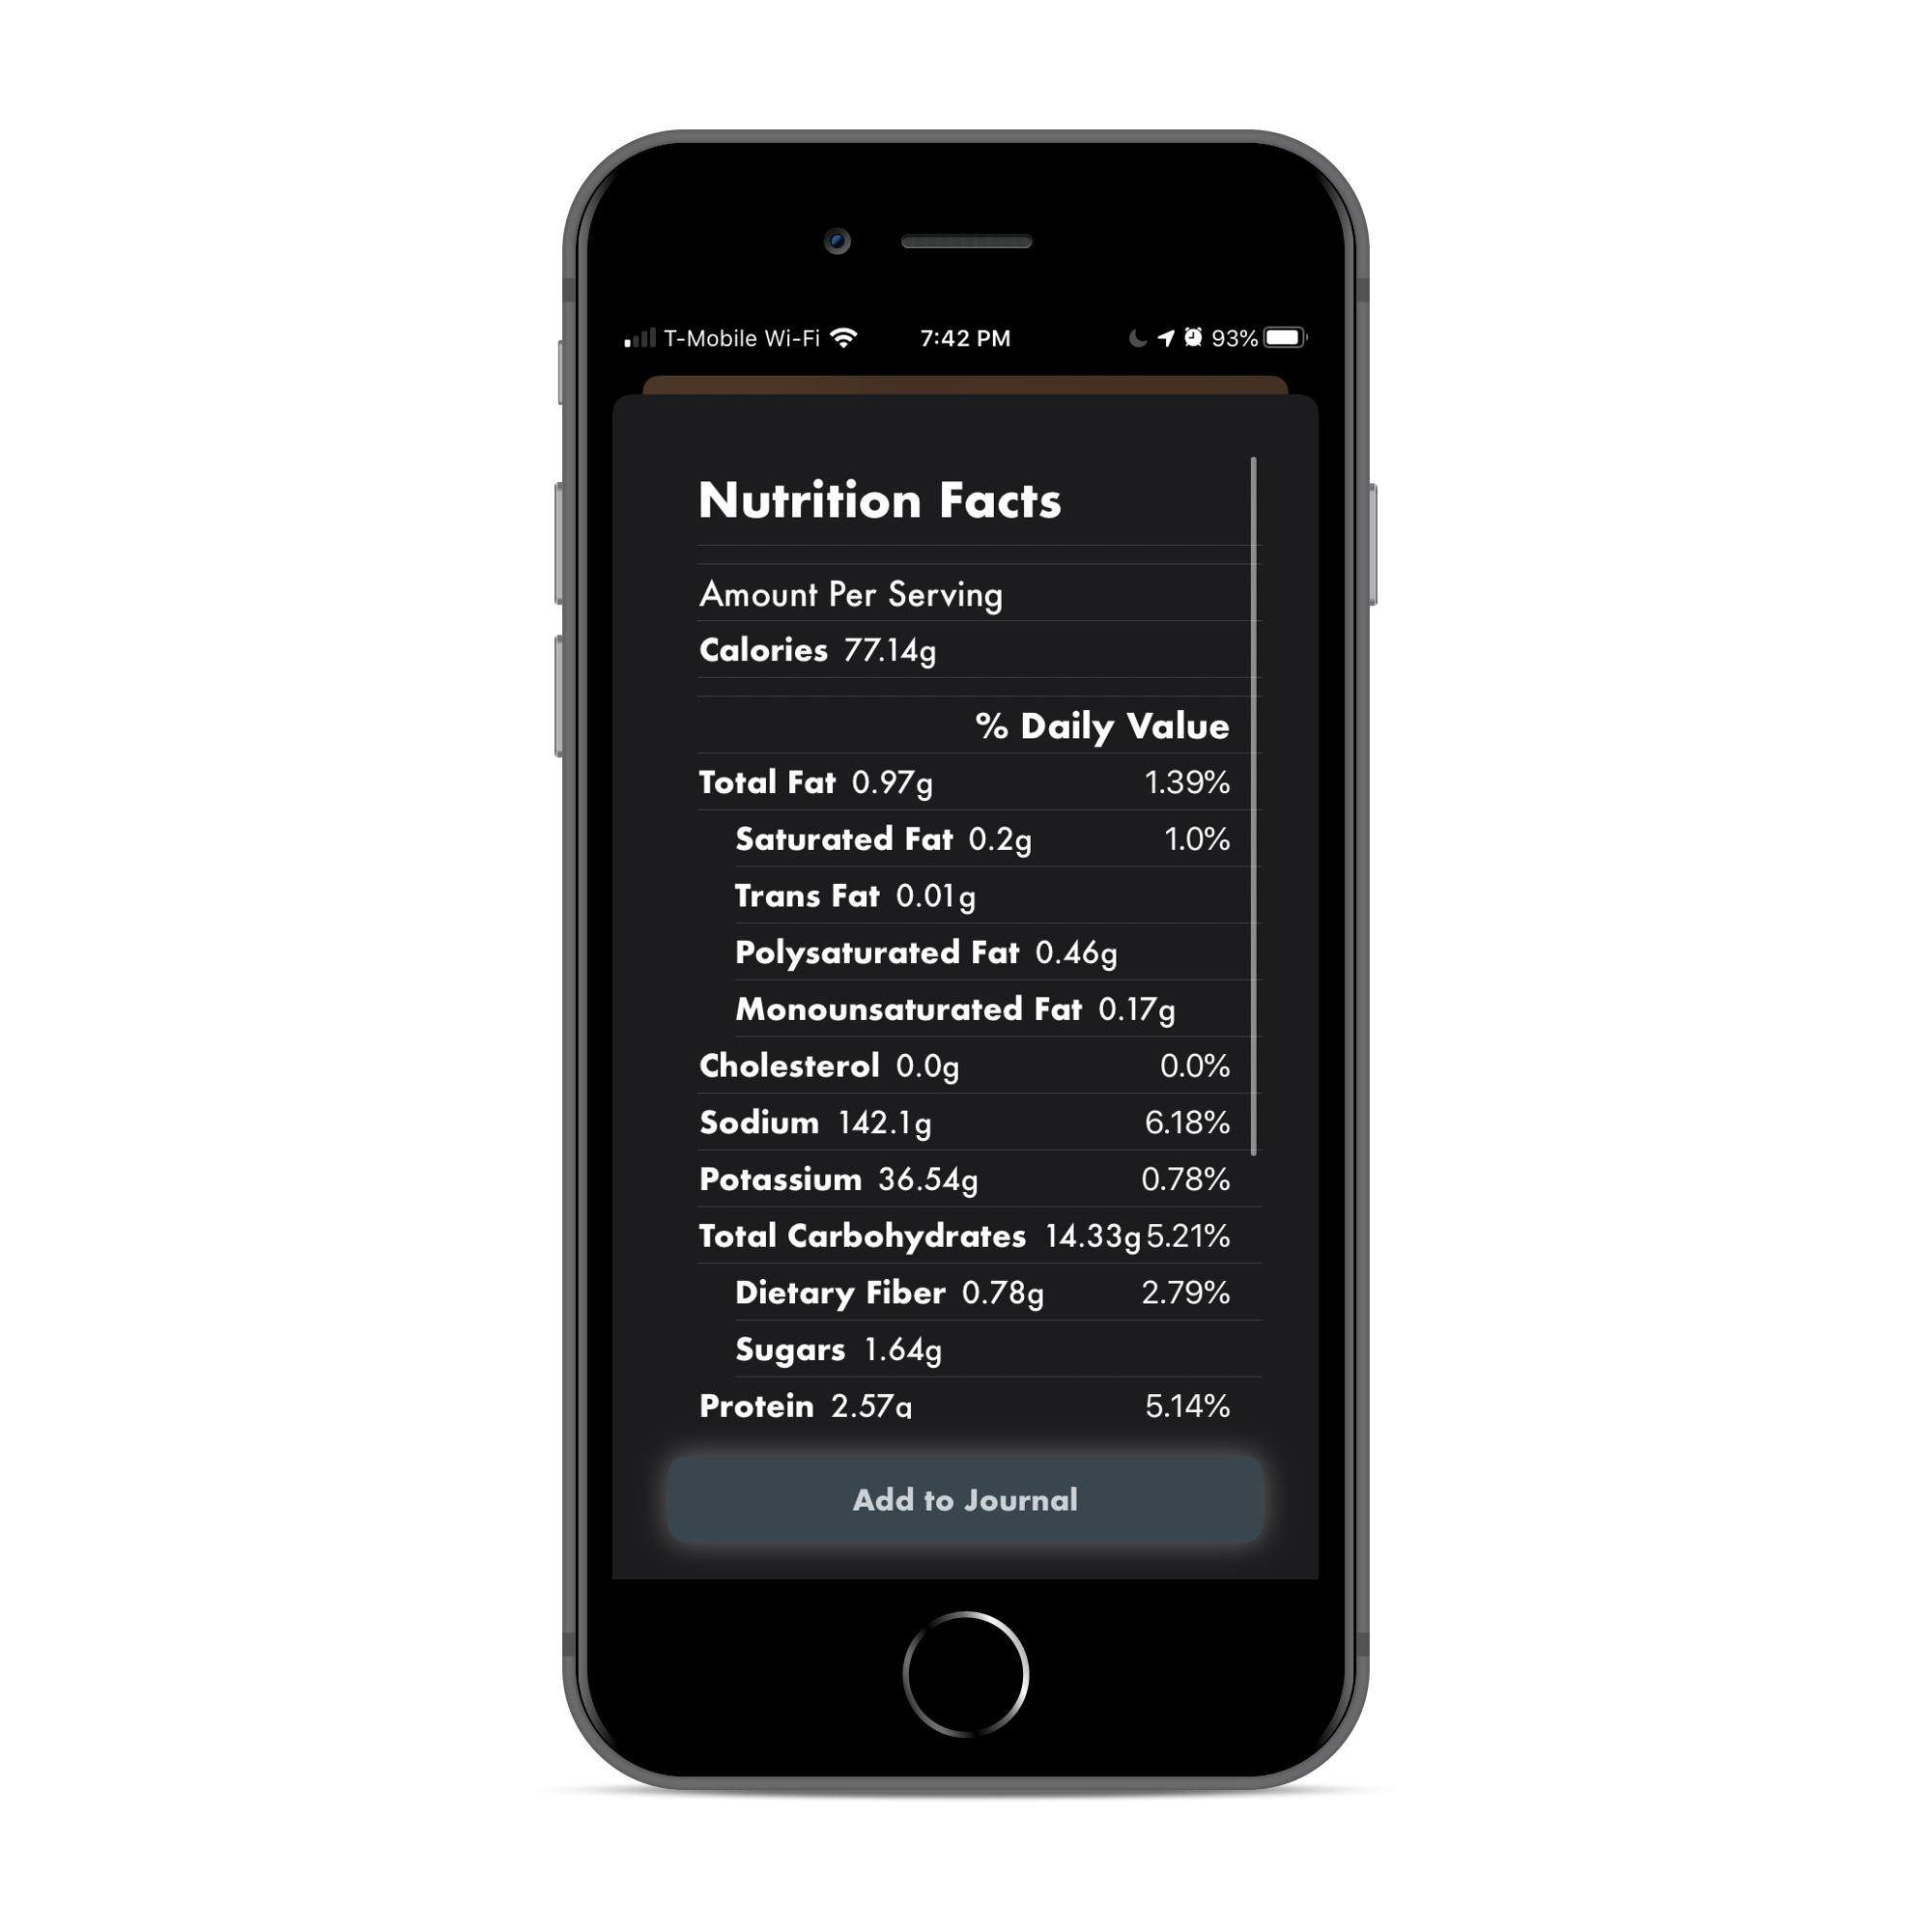 T-Mobile Wi-Fi 7:42 PM 93%
Nutrition Facts
Amount Per Serving
Calories 77.14g
% Daily Value
Total Fat 0.97g 1.39%
Saturated Fat 0.2g 1.0%
Trans Fat 0.01g
Polysaturated Fat 0.46g
Monounsaturated Fat 0.17g
Cholesterol 0.0g 0.0%
Sodium 142.1g 6.18%
Potassium 36.54g 0.78%
Total Carbohydrates 14.33g 5.21%
Dietary Fiber 0.78g 2.79%
Sugars 1.64g
Protein 2.57g 5.14%
Add to Journal